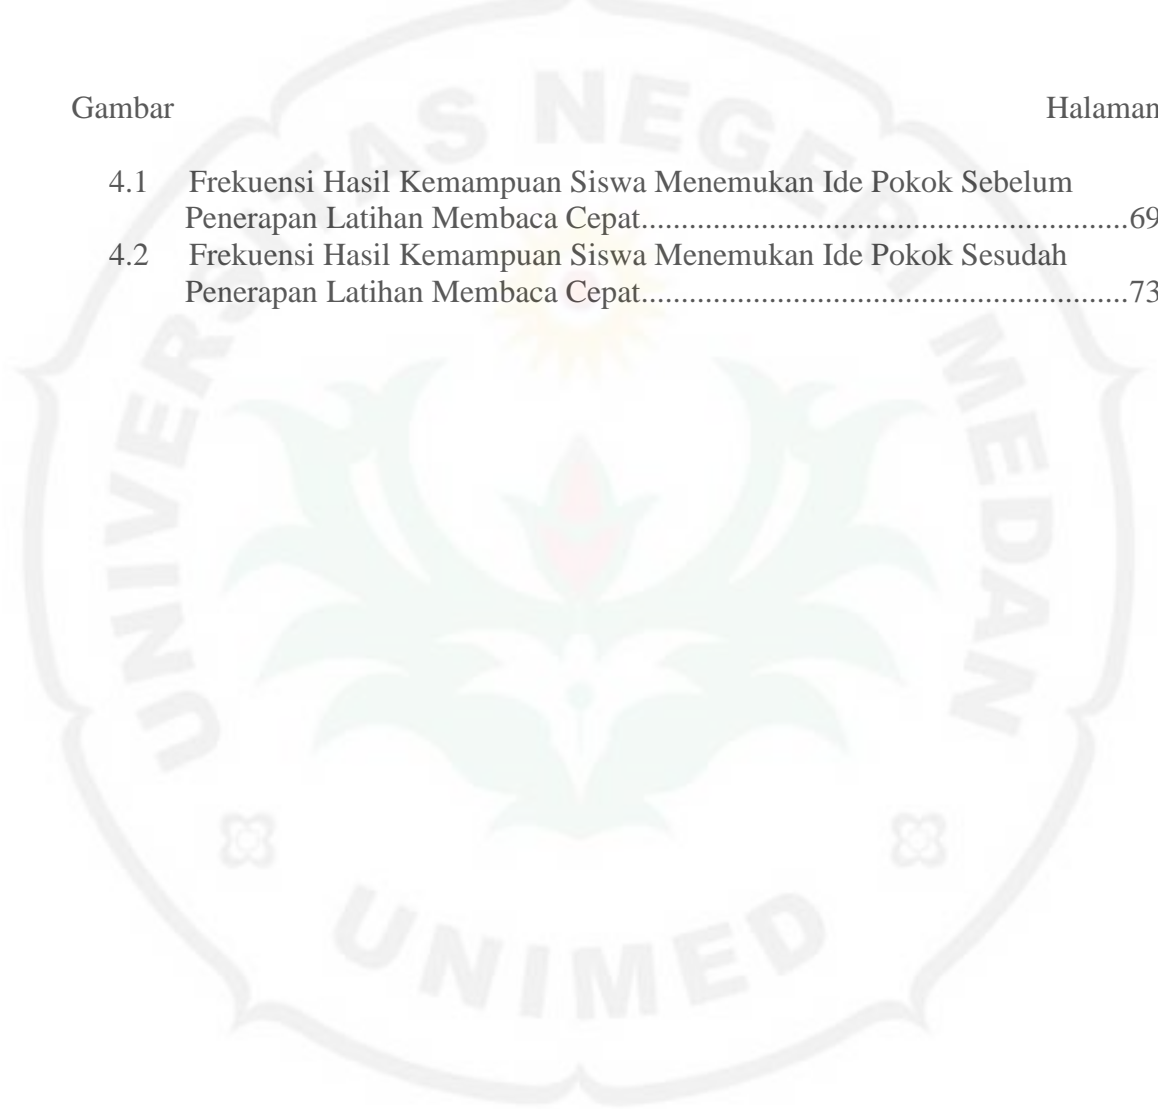 Gambar Halaman
4.1 Frekuensi Hasil Kemampuan Siswa Menemukan Ide Pokok Sebelum
Penerapan Latihan Membaca Cepat..........................................................69
4.2 Frekuensi Hasil Kemampuan Siswa Menemukan Ide Pokok Sesudah
Penerapan Latihan Membaca Cepat..........................................................73
UNIVERSITAS NEGERI MEDAN
UNIMED